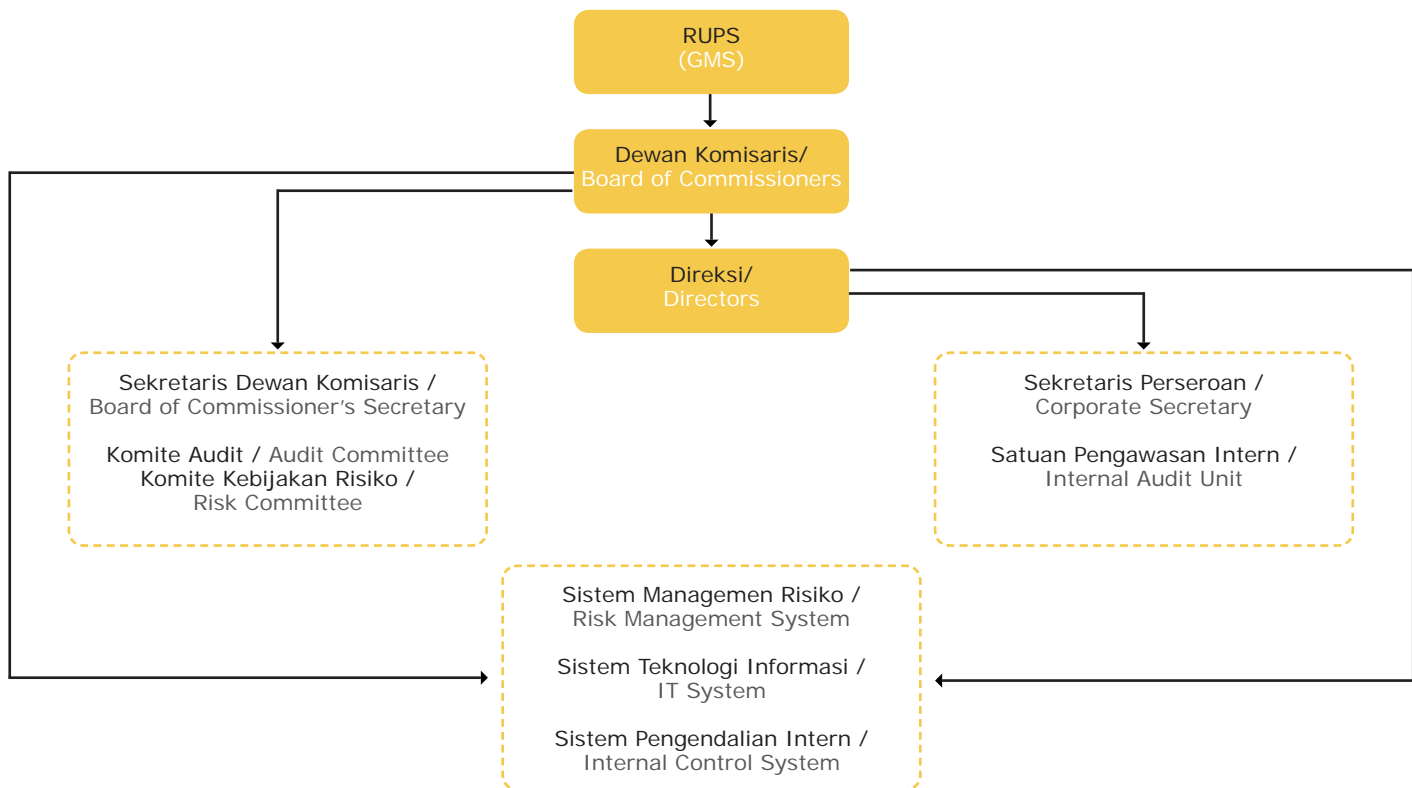 RUPS
(GMS)
Dewan Komisaris/
Board of Commissioners
Direksi/
Directors
Sekretaris Dewan Komisaris /
Board of Commissioner's Secretary
Komite Audit / Audit Committee
Komite Kebijakan Risiko /
Risk Committee
Sekretaris Perseroan /
Corporate Secretary
Satuan Pengawasan Intern /
Internal Audit Unit
Sistem Managemen Risiko /
Risk Management System
Sistem Teknologi Informasi /
IT System
Sistem Pengendalian Intern /
Internal Control System